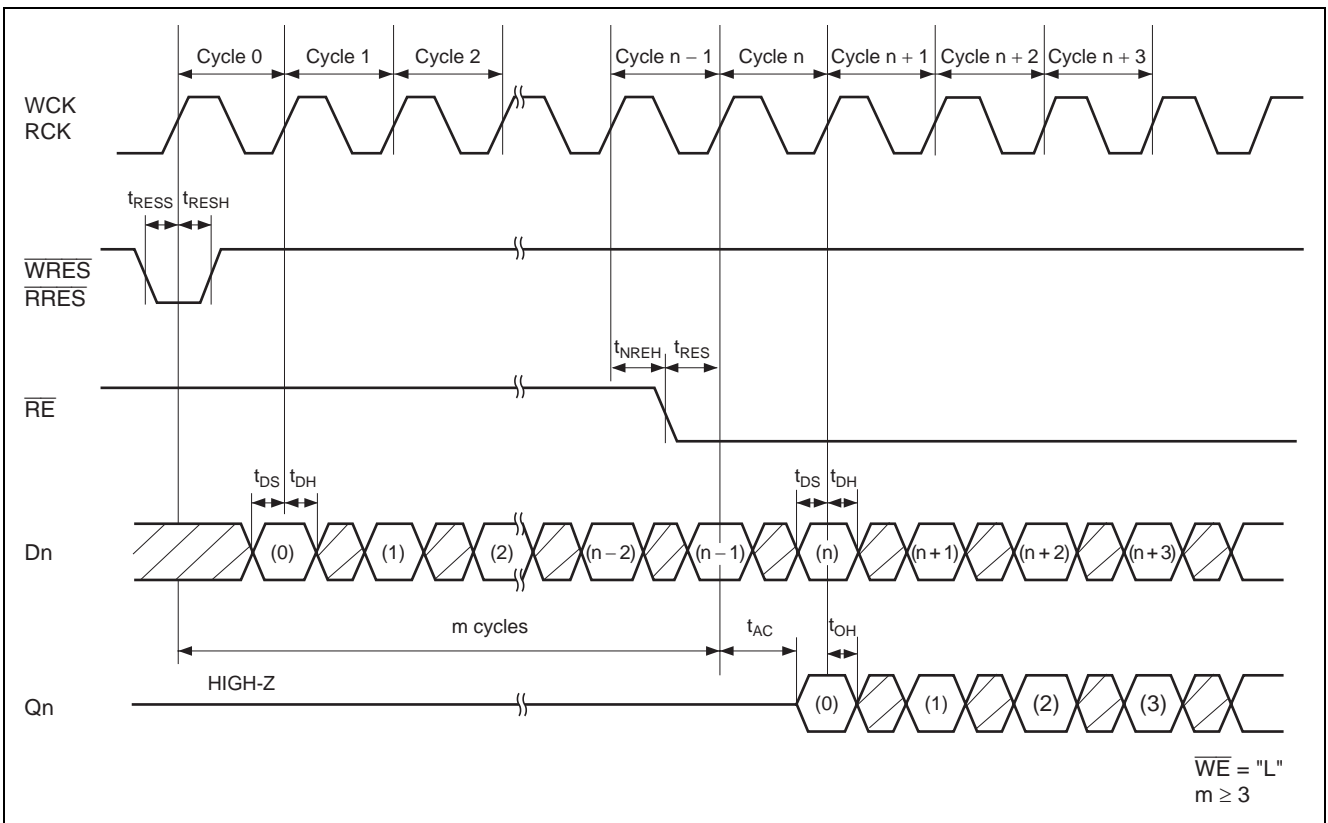 Cycle 0 Cycle 1 Cycle 2 Cycle n – 1 Cycle n Cycle n + 1 Cycle n + 2 Cycle n + 3
WCK
RCK
tRESS tRESH
WRES
RRES
tNREH tRES
RE
tDS tDH tDS tDH
Dn (0) (1) (2) (n – 2) (n – 1) (n) (n + 1) (n + 2) (n + 3)
m cycles tAC tOH
HIGH-Z
Qn (0) (1) (2) (3)
WE = "L"
m ≥ 3